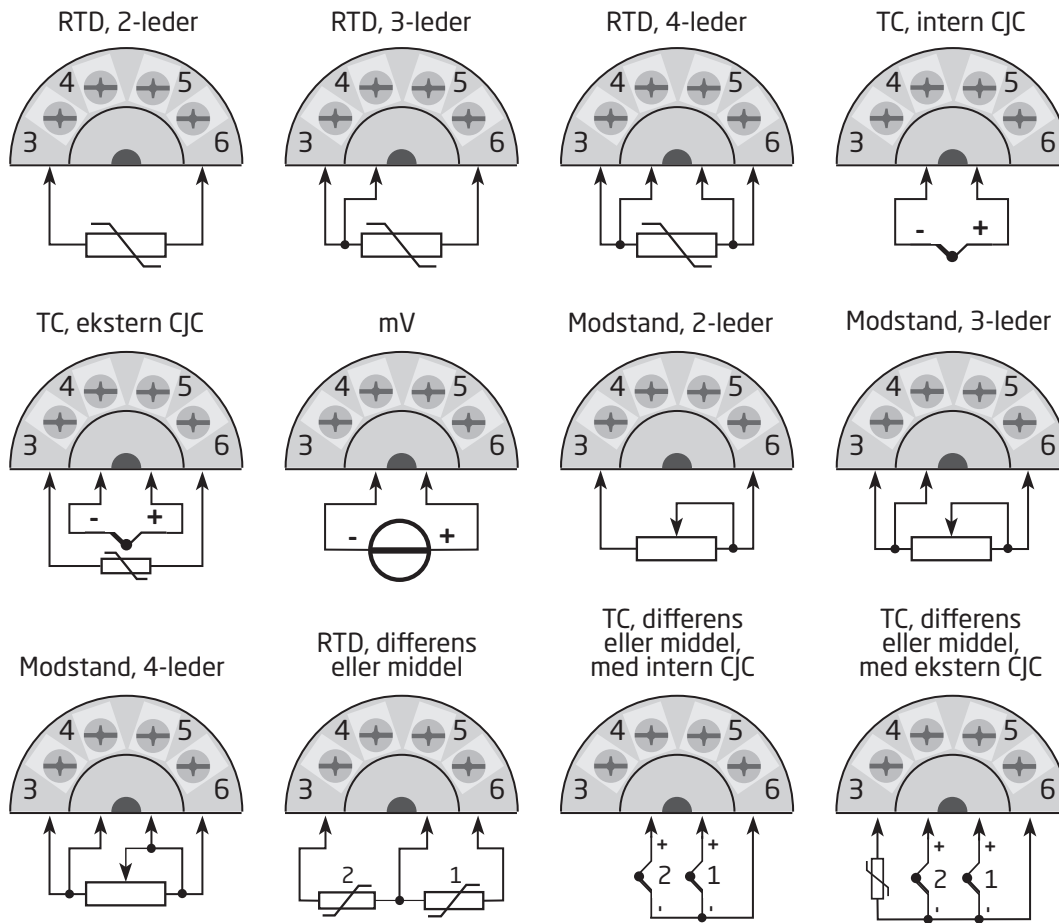 RTD, 2-leder
3 4 5 6
RTD, 3-leder
3 4 5 6
RTD, 4-leder
3 4 5 6
TC, intern CJC
3 4 5 6
- +
TC, ekstern CJC
3 4 5 6
- +
mV
3 4 5 6
- +
Modstand, 2-leder
3 4 5 6
Modstand, 3-leder
3 4 5 6
Modstand, 4-leder
3 4 5 6
RTD, differens
eller middel
3 4 5 6
2 1
TC, differens
eller middel,
med intern CJC
3 4 5 6
+ +
2 1
- -
TC, differens
eller middel,
med ekstern CJC
3 4 5 6
+ +
2 1
- -